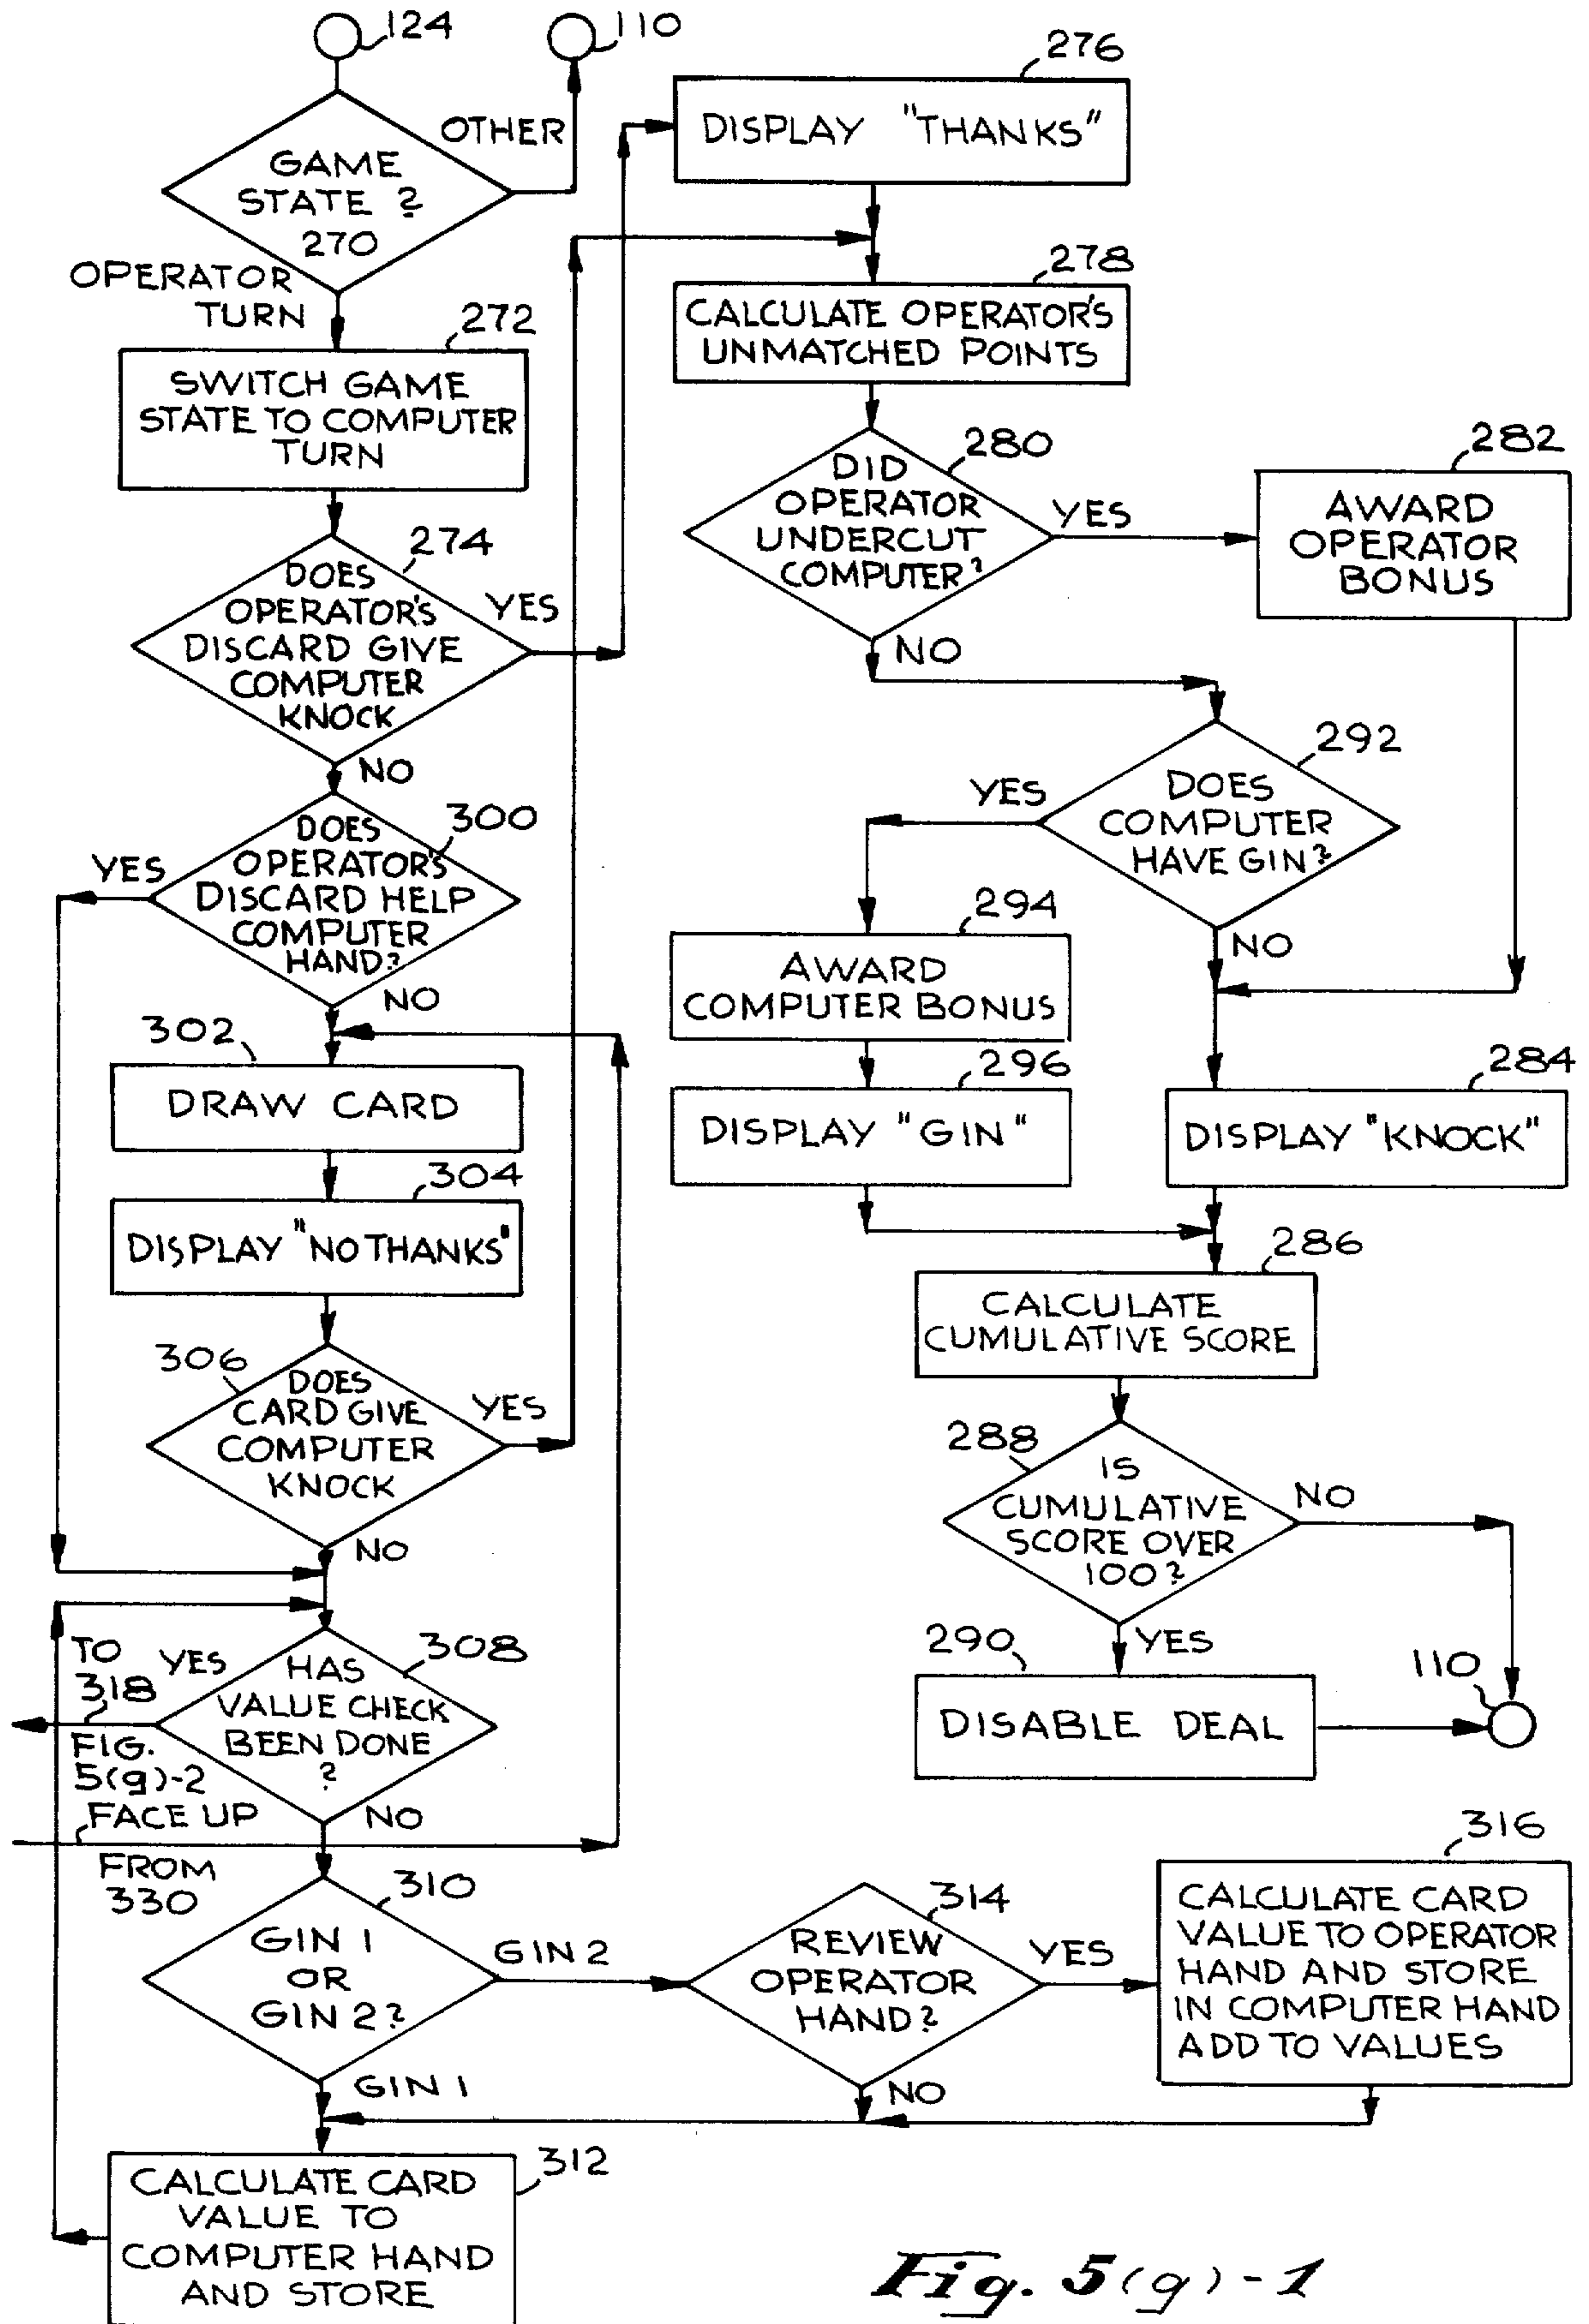 124
110
OTHER
GAME
STATE ?
270
OPERATOR
TURN
272
SWITCH GAME
STATE TO COMPUTER
TURN
274
DOES
OPERATOR'S
DISCARD GIVE
COMPUTER
KNOCK
YES
NO
300
DOES
OPERATOR'S
DISCARD HELP
COMPUTER
HAND?
YES
NO
302
DRAW CARD
304
DISPLAY "NO THANKS"
306
DOES
CARD GIVE
COMPUTER
KNOCK
YES
NO
308
HAS
VALUE CHECK
BEEN DONE
?
YES
TO
318
FIG.
5(g)-2
FACE UP
FROM
330
NO
310
GIN 1
OR
GIN 2?
GIN 2
GIN 1
312
CALCULATE CARD
VALUE TO
COMPUTER HAND
AND STORE
276
DISPLAY "THANKS"
278
CALCULATE OPERATOR'S
UNMATCHED POINTS
280
DID
OPERATOR
UNDERCUT
COMPUTER?
YES
NO
282
AWARD
OPERATOR
BONUS
292
DOES
COMPUTER
HAVE GIN?
YES
NO
294
AWARD
COMPUTER BONUS
296
DISPLAY "GIN"
284
DISPLAY "KNOCK"
286
CALCULATE
CUMULATIVE SCORE
288
IS
CUMULATIVE
SCORE OVER
100?
NO
YES
290
DISABLE DEAL
110
314
REVIEW
OPERATOR
HAND?
YES
NO
316
CALCULATE CARD
VALUE TO OPERATOR
HAND AND STORE
IN COMPUTER HAND
ADD TO VALUES
Fig. 5(g)-1